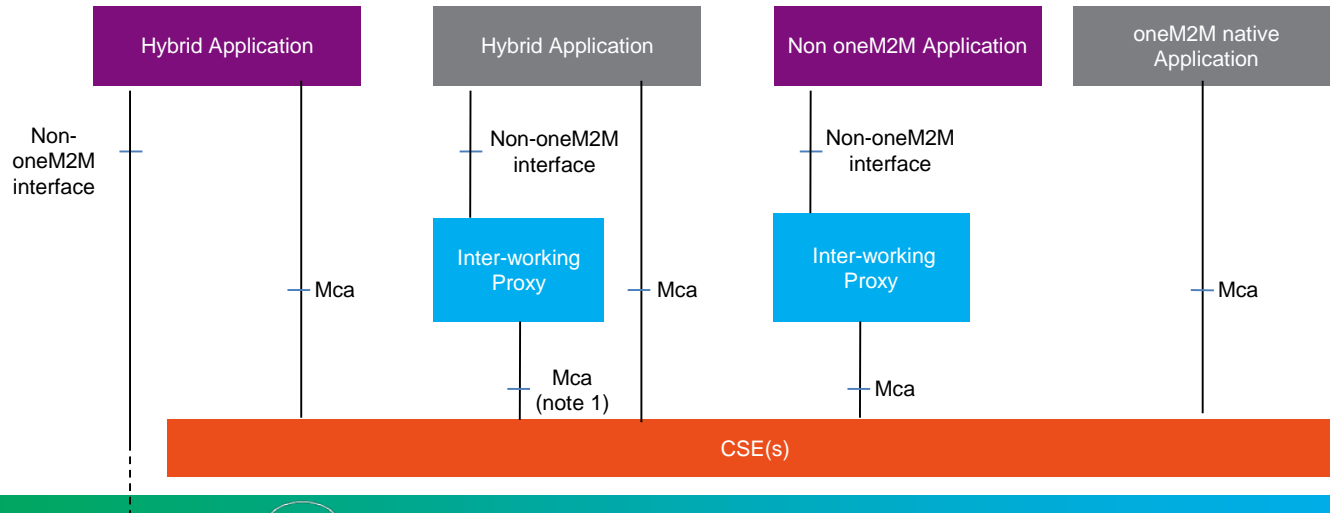 Hybrid Application
Hybrid Application
Non oneM2M Application
oneM2M native
Application
Non-
oneM2M
interface
Non-oneM2M
interface
Non-oneM2M
interface
Inter-working
Proxy
Inter-working
Proxy
Mca
Mca
Mca
Mca
(note 1)
Mca
CSE(s)